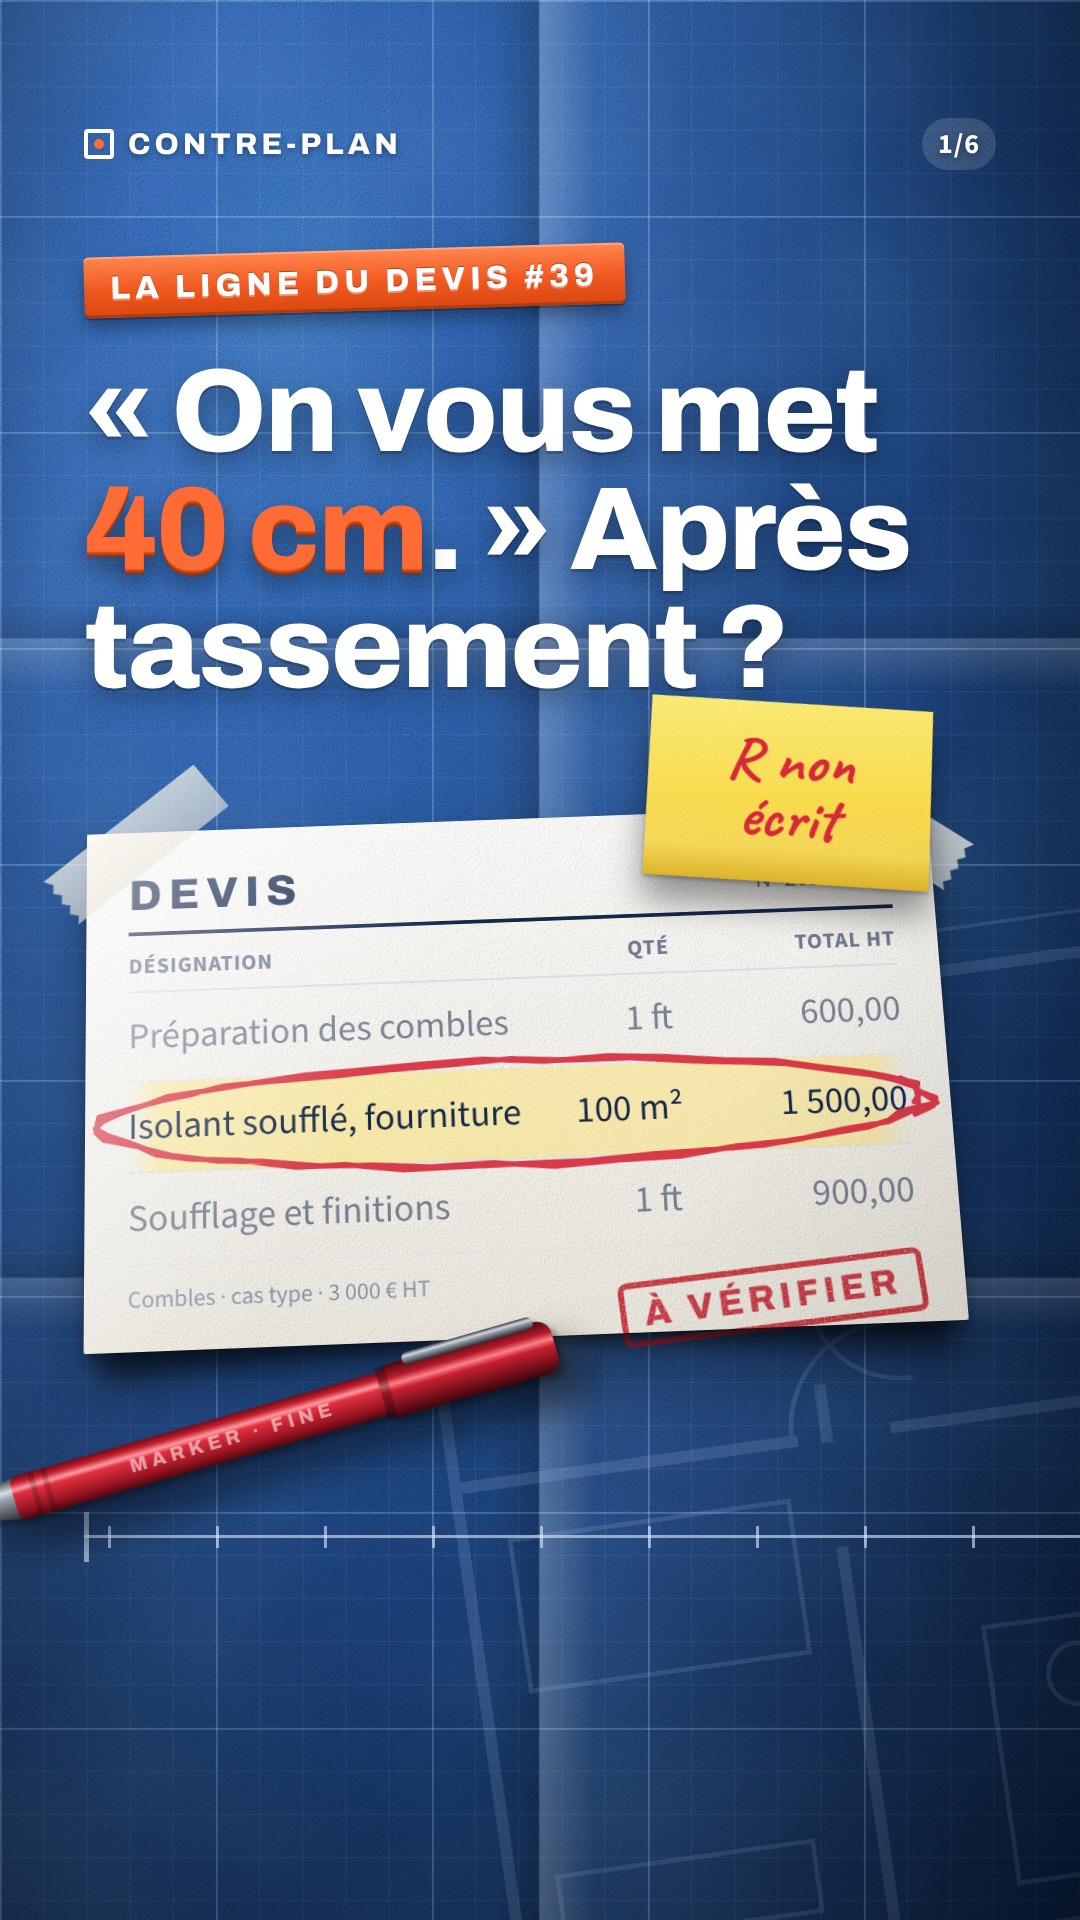 CONTRE-PLAN
1/6
LA LIGNE DU DEVIS #39
« On vous met
40 cm. » Après
tassement ?
R non
écrit
DEVIS
DÉSIGNATION QTÉ TOTAL HT
Préparation des combles 1 ft 600,00
Isolant soufflé, fourniture 100 m² 1 500,00
Soufflage et finitions 1 ft 900,00
Combles · cas type · 3 000 € HT
À VÉRIFIER
MARKER · FINE